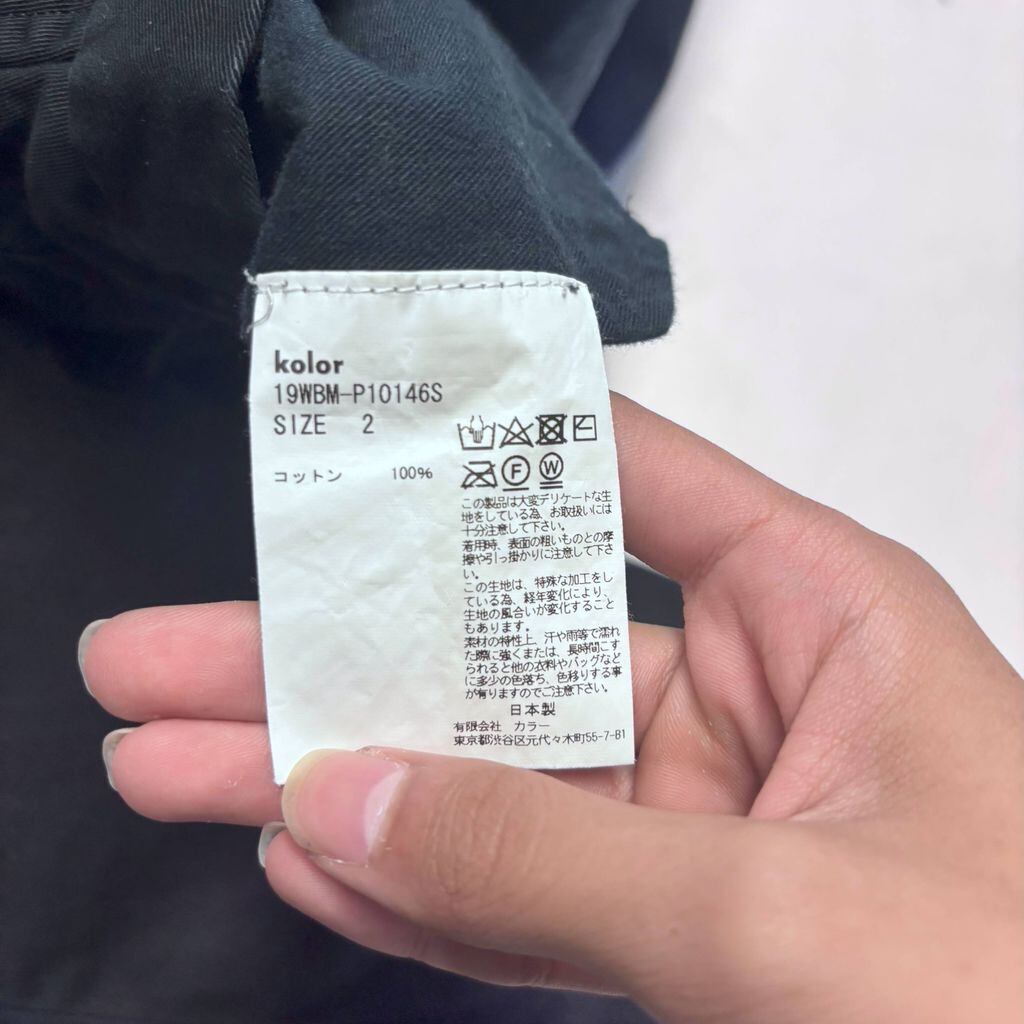 kolor
19WBM-P10146S
SIZE 2
コットン 100%
F W
この製品は大変デリケートな生
地をしている為、お取扱いには
十分注意して下さい。
着用時、表面の粗いものとの摩
擦や引っ掛かりに注意して下さ
い。
この生地は、特殊な加工をし
ている為、経年変化により、
生地の風合いが変化すること
もあります。
素材の特性上、汗や雨等で濡れ
た際に強くまたは、長時間こす
られると他の衣料やバッグなど
に多少の色落ち、色移りする事
が有りますのでご注意下さい。
日本製
有限会社 カラー
東京都渋谷区元代々木町55-7-B1